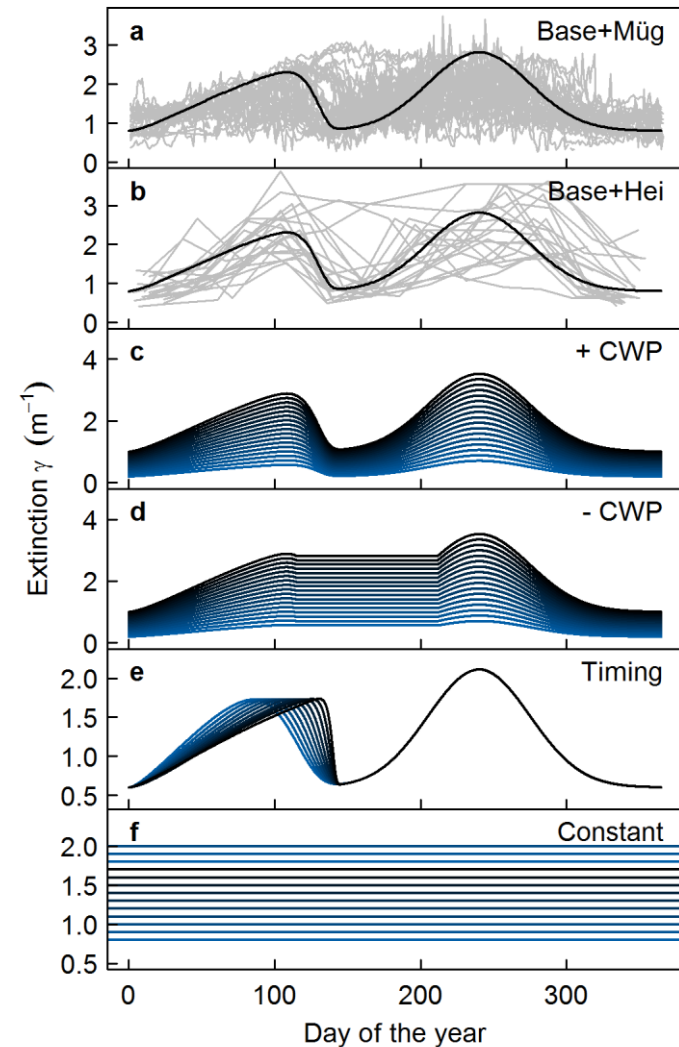 a Base+Müg
3
2
1
0
b Base+Hei
3
2
1
0
c + CWP
4
2
0
d - CWP
4
2
0
e Timing
2.0
1.5
1.0
0.5
f Constant
2.0
1.5
1.0
0.5
0 100 200 300
Day of the year
Extinction γ (m⁻¹)